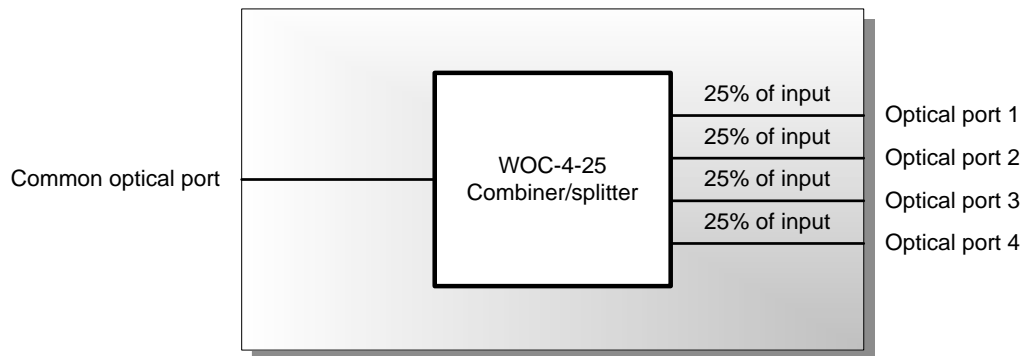 25% of input
Optical port 1
25% of input
Optical port 2
Common optical port
WOC-4-25
Combiner/splitter
25% of input
Optical port 3
25% of input
Optical port 4